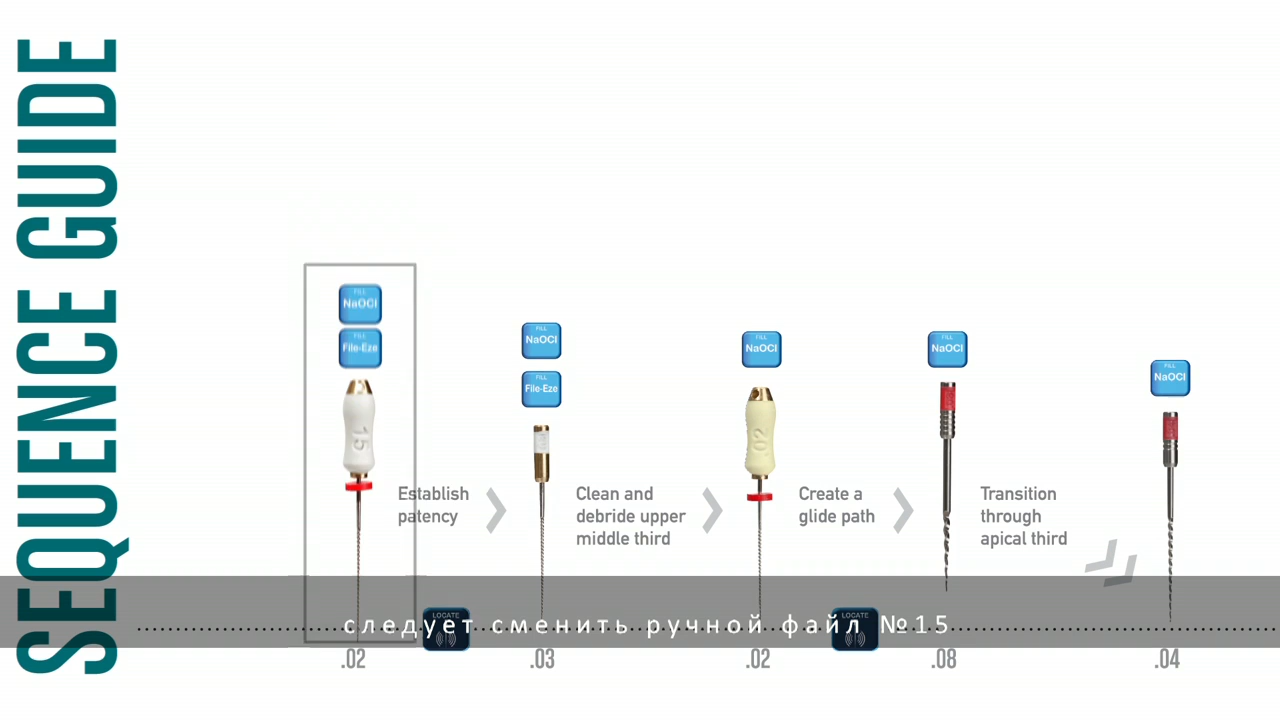 SEQUENCE GUIDE
FILL
NaOCl
FILL
File-Eze
15
Establish
patency
FILL
NaOCl
FILL
File-Eze
Clean and
debride upper
middle third
FILL
NaOCl
02
Create a
glide path
FILL
NaOCl
Transition
through
apical third
FILL
NaOCl
LOCATE
LOCATE
следует сменить ручной файл №15
.02
.03
.02
.08
.04